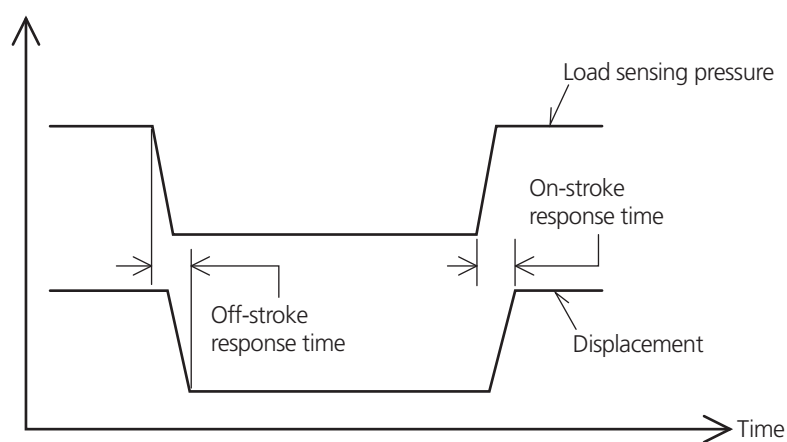 Load sensing pressure
On-stroke
response time
Off-stroke
response time
Displacement
Time